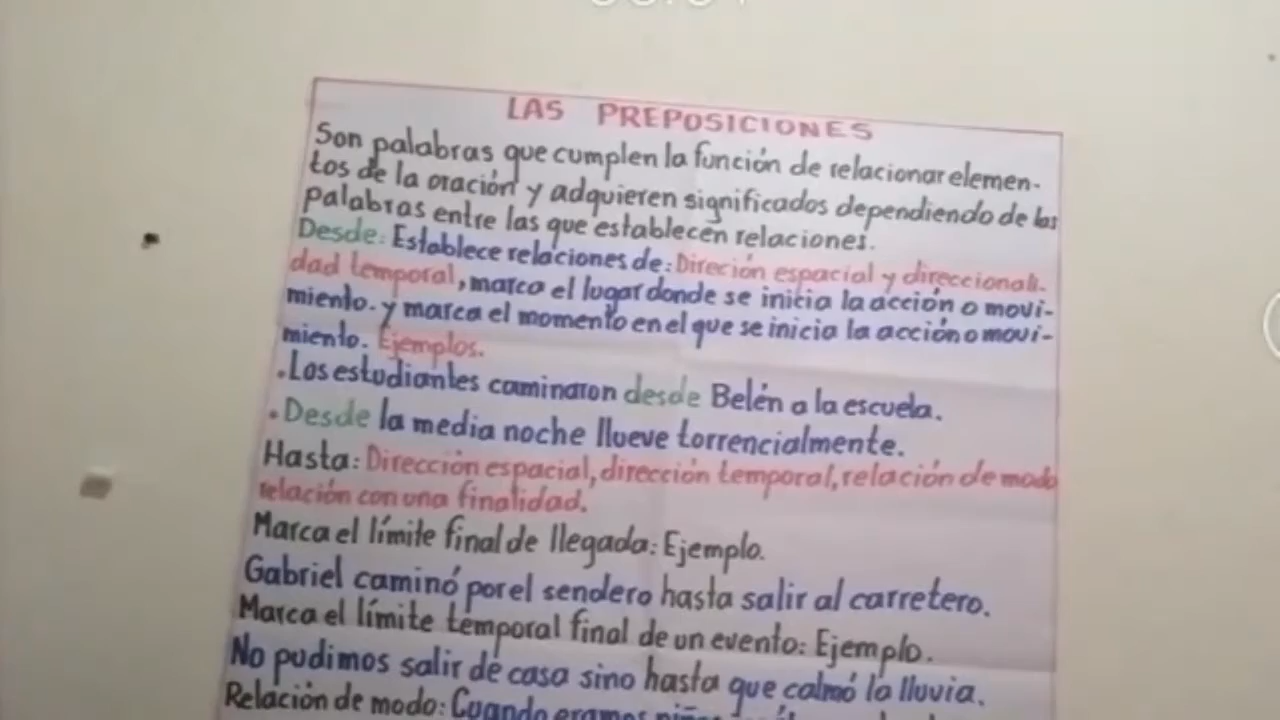 LAS PREPOSICIONES
Son palabras que cumplen la función de relacionar elemen-
tos de la oración y adquieren significados dependiendo de las
palabras entre las que establecen relaciones.
Desde: Establece relaciones de: Direción espacial y direccionali-
dad temporal, marca el lugar donde se inicia la acción o movi-
miento. y marca el momento en el que se inicia la acción o movi-
miento. Ejemplos.
.Los estudiantes caminaron desde Belén a la escuela.
.Desde la media noche llueve torrencialmente.
Hasta: Dirección espacial, dirección temporal, relación de modo
relación con una finalidad.
Marca el límite final de llegada: Ejemplo.
Gabriel caminó por el sendero hasta salir al carretero.
Marca el límite temporal final de un evento: Ejemplo.
No pudimos salir de casa sino hasta que calmó la lluvia.
Relación de modo: Cuando eramos niños